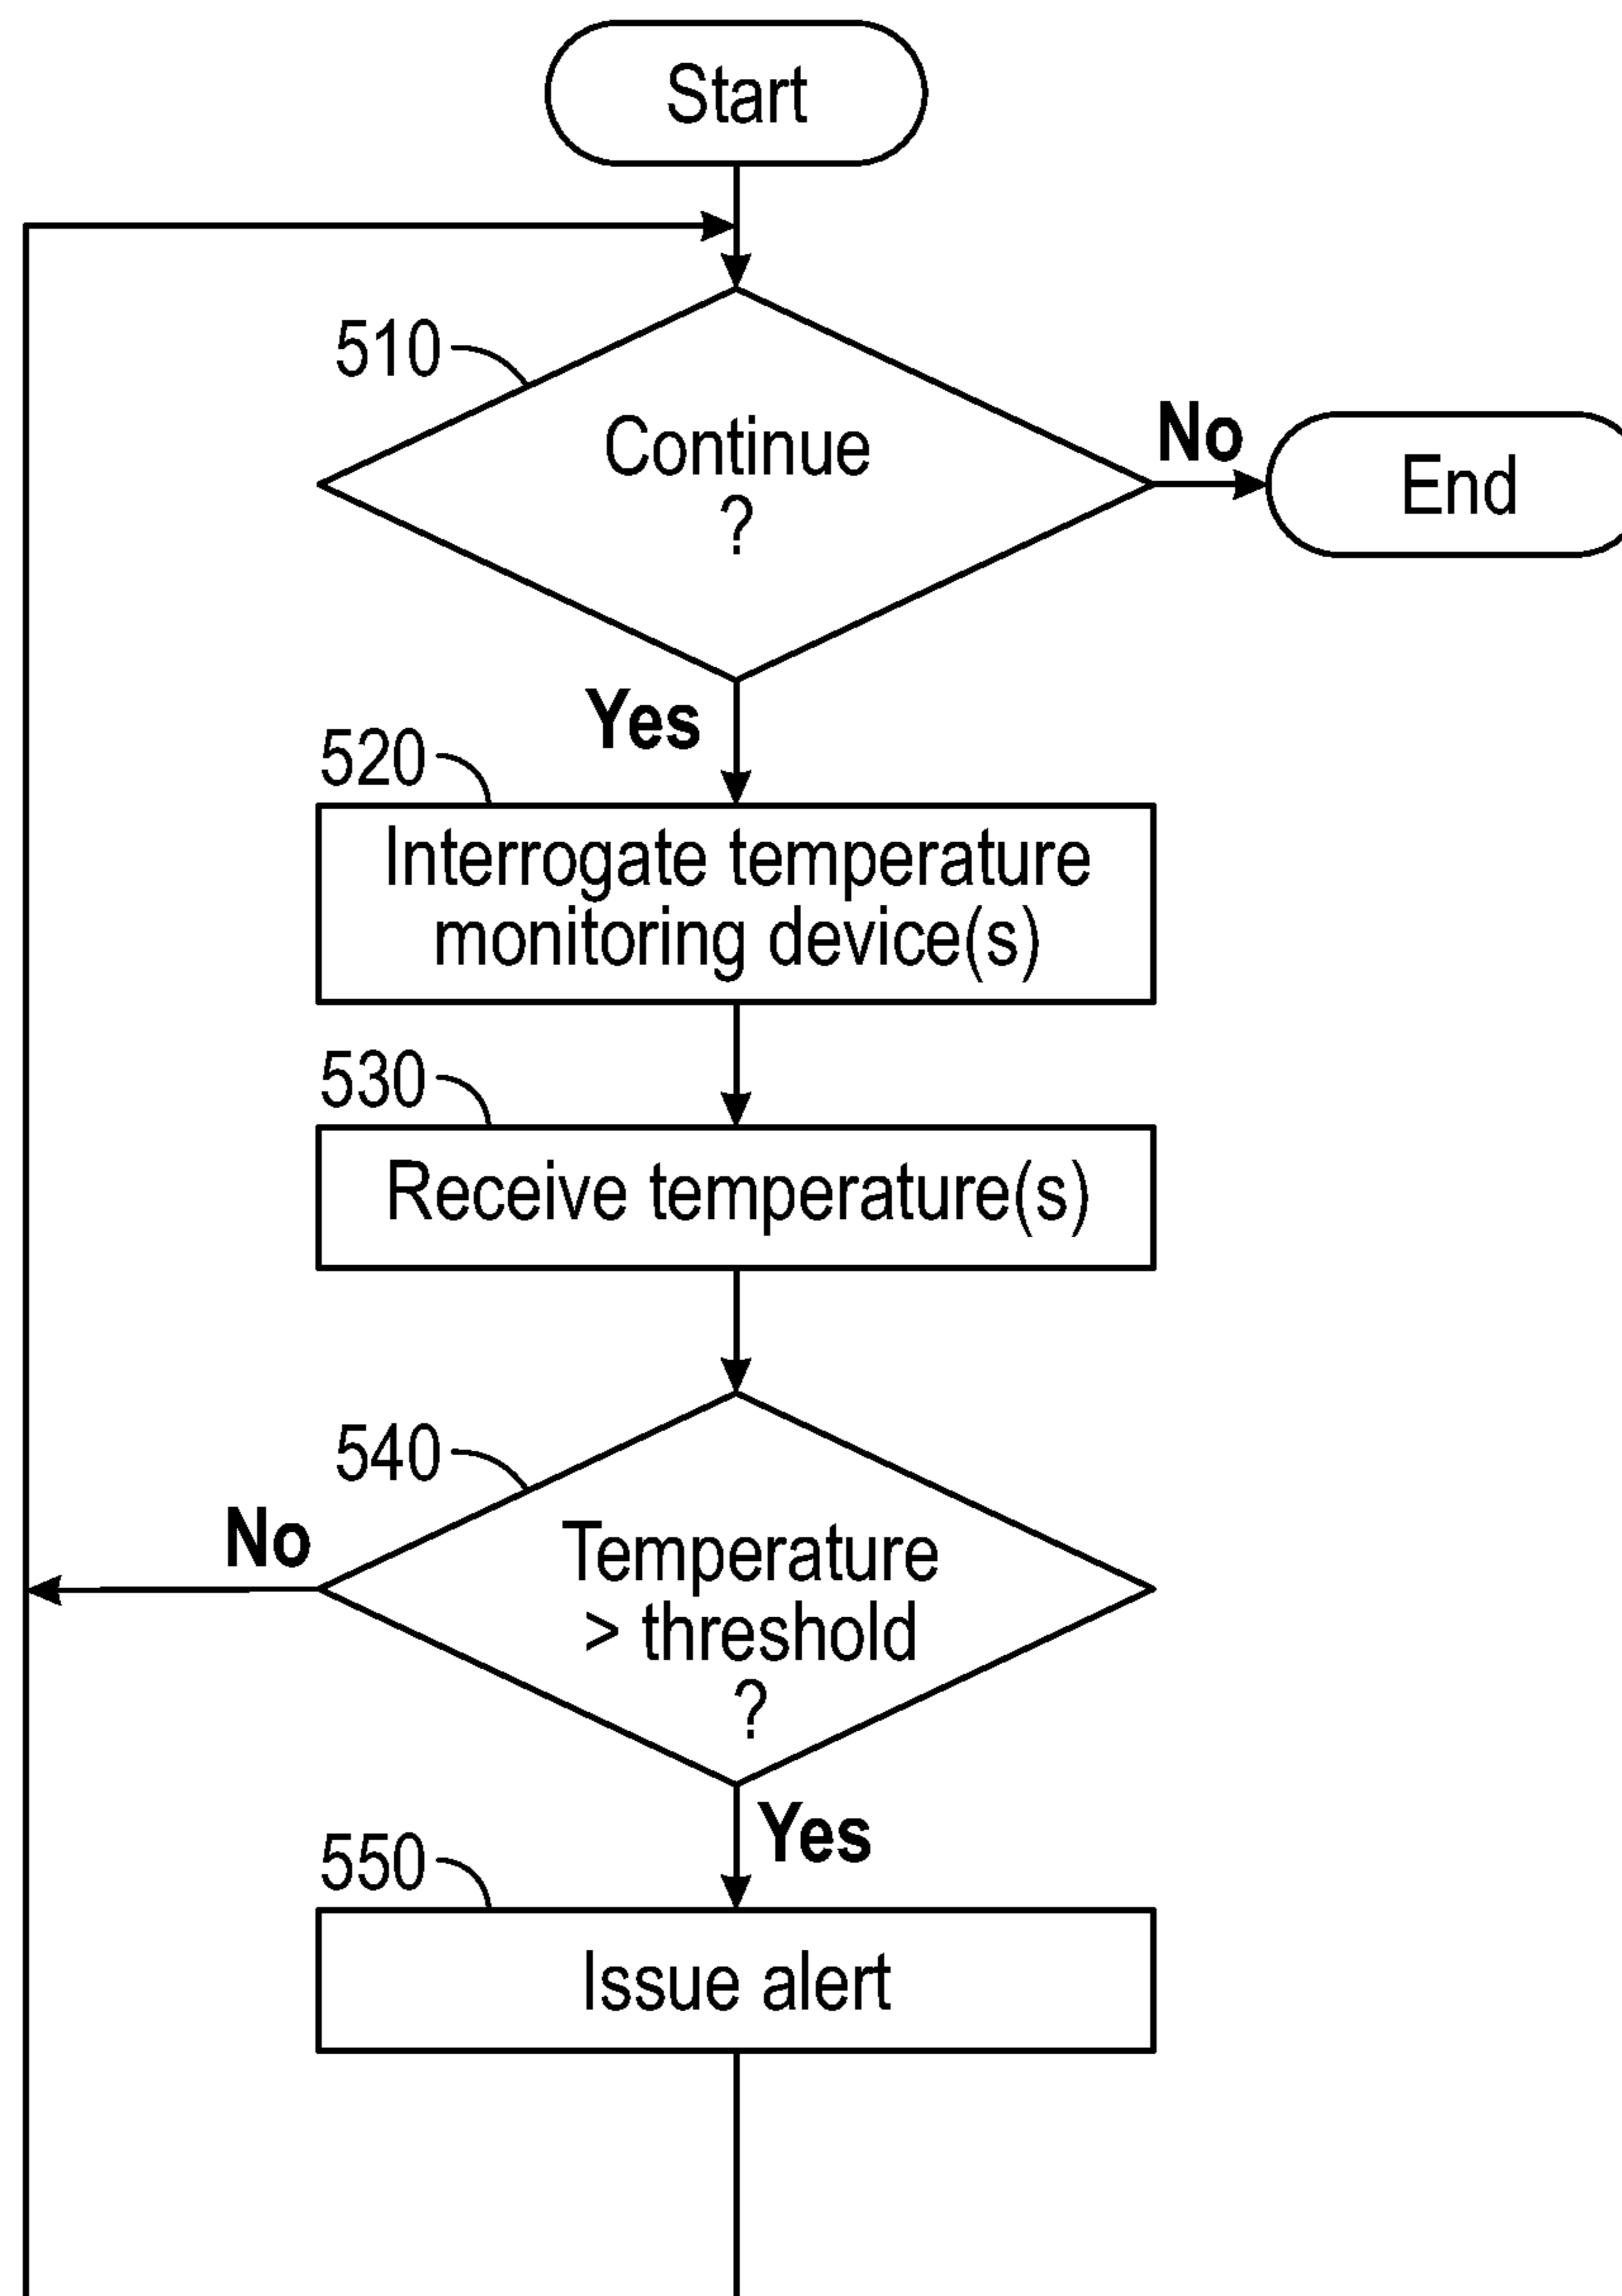 Start
510
Continue
?
No
End
Yes
520
Interrogate temperature
monitoring device(s)
530
Receive temperature(s)
540
No
Temperature
> threshold
?
Yes
550
Issue alert